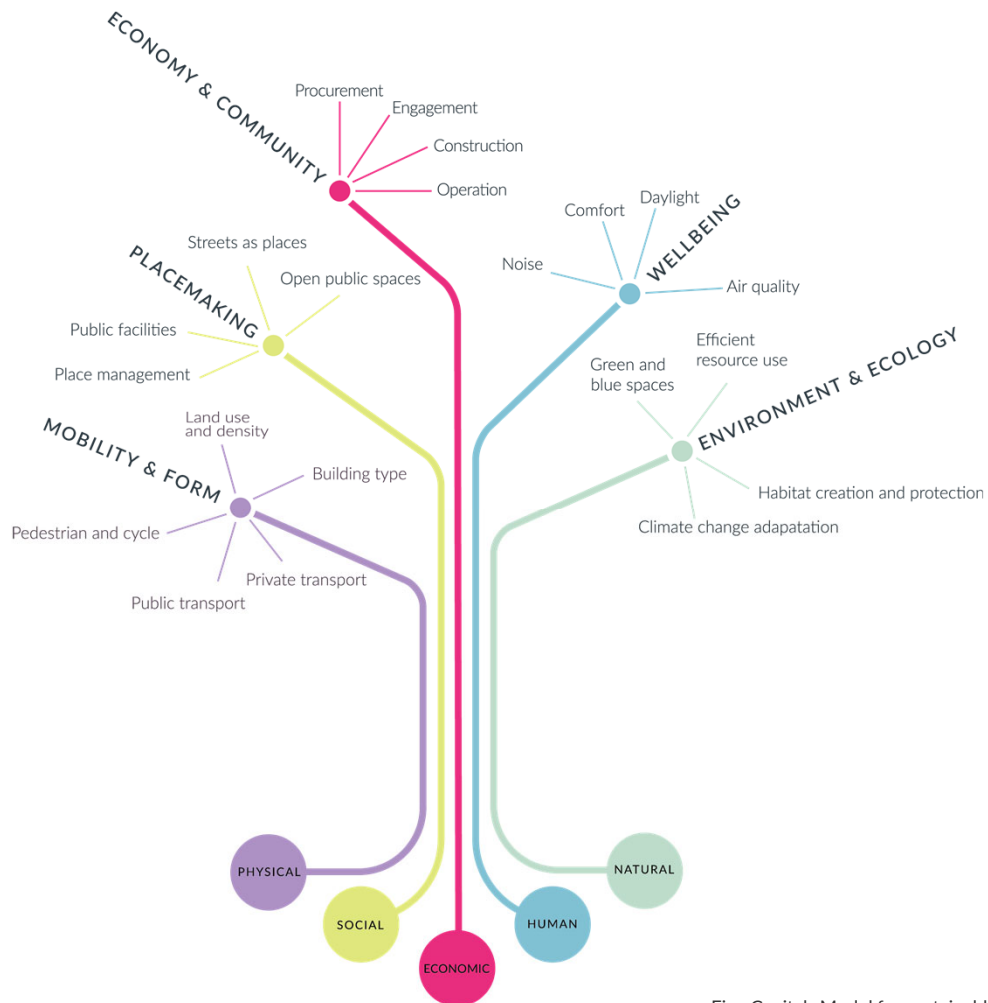 ECONOMY & COMMUNITY
Procurement
Engagement
Construction
Operation
WELLBEING
Daylight
Comfort
Noise
Air quality
PLACEMAKING
Streets as places
Open public spaces
Public facilities
Place management
ENVIRONMENT & ECOLOGY
Efficient
resource use
Green and
blue spaces
Habitat creation and protection
Climate change adapatation
MOBILITY & FORM
Land use
and density
Building type
Pedestrian and cycle
Private transport
Public transport
PHYSICAL
SOCIAL
ECONOMIC
HUMAN
NATURAL